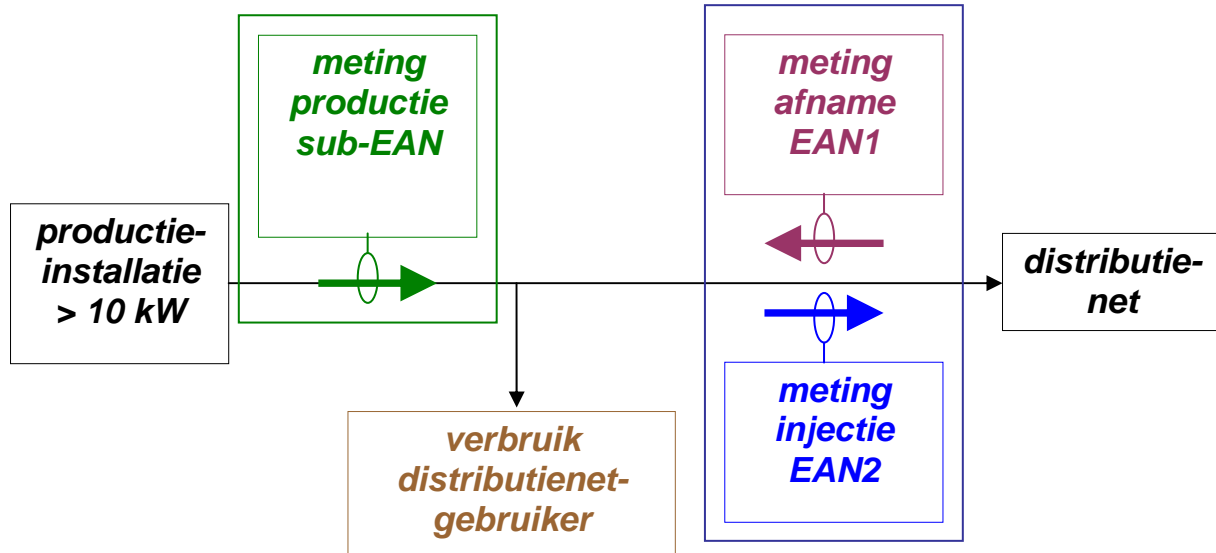 meting
productie
sub-EAN
meting
afname
EAN1
productie-
installatie
> 10 kW
distributie-
net
verbruik
distributienet-
gebruiker
meting
injectie
EAN2